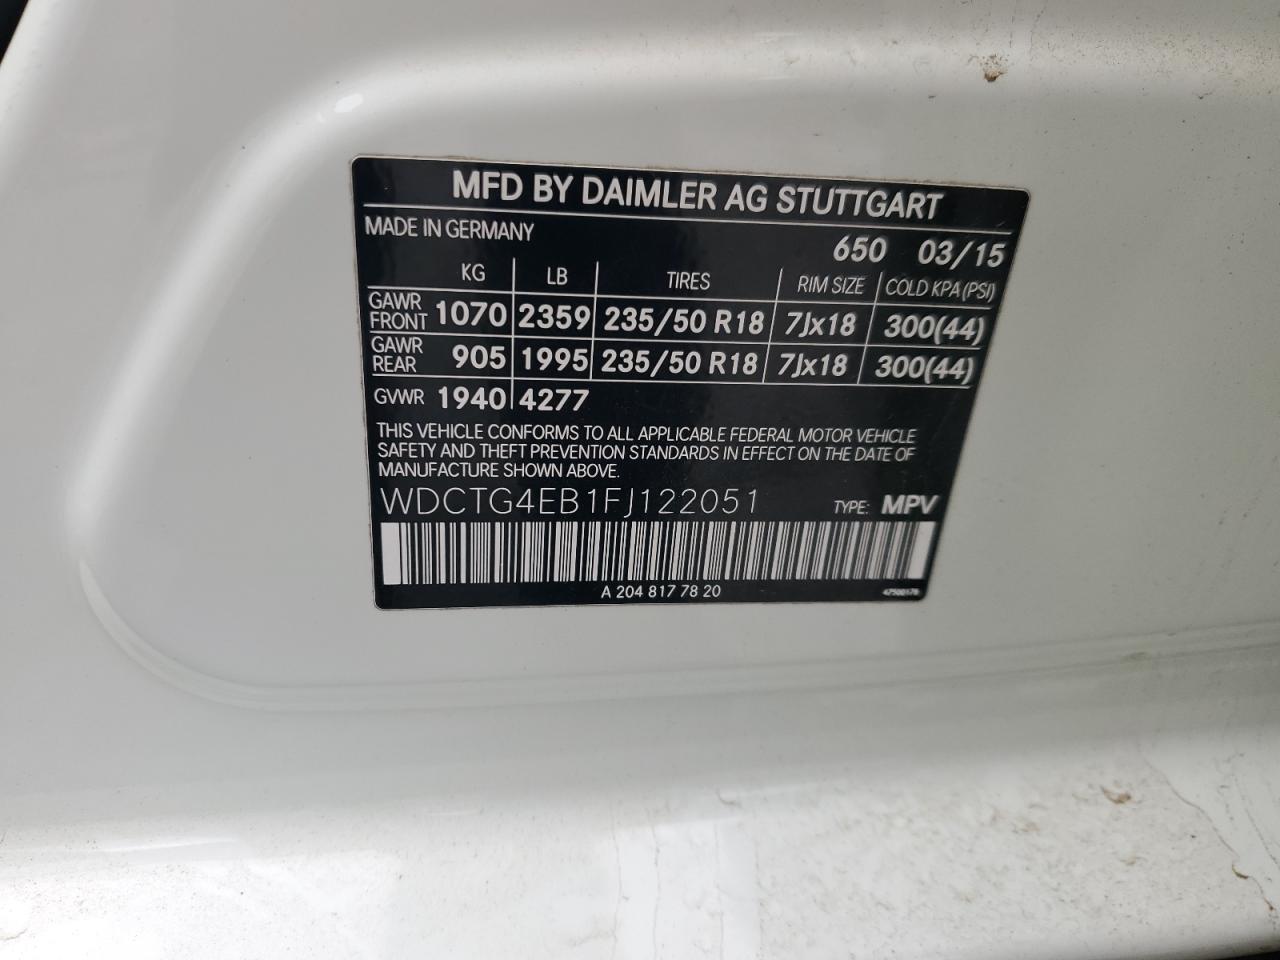 MFD BY DAIMLER AG STUTTGART
MADE IN GERMANY 650 03/15
KG LB TIRES RIM SIZE COLD KPA (PSI)
GAWR FRONT 1070 2359 235/50 R18 7Jx18 300(44)
GAWR REAR 905 1995 235/50 R18 7Jx18 300(44)
GVWR 1940 4277
THIS VEHICLE CONFORMS TO ALL APPLICABLE FEDERAL MOTOR VEHICLE
SAFETY AND THEFT PREVENTION STANDARDS IN EFFECT ON THE DATE OF
MANUFACTURE SHOWN ABOVE.
WDCTG4EB1FJ122051 TYPE: MPV
A 204 817 78 20